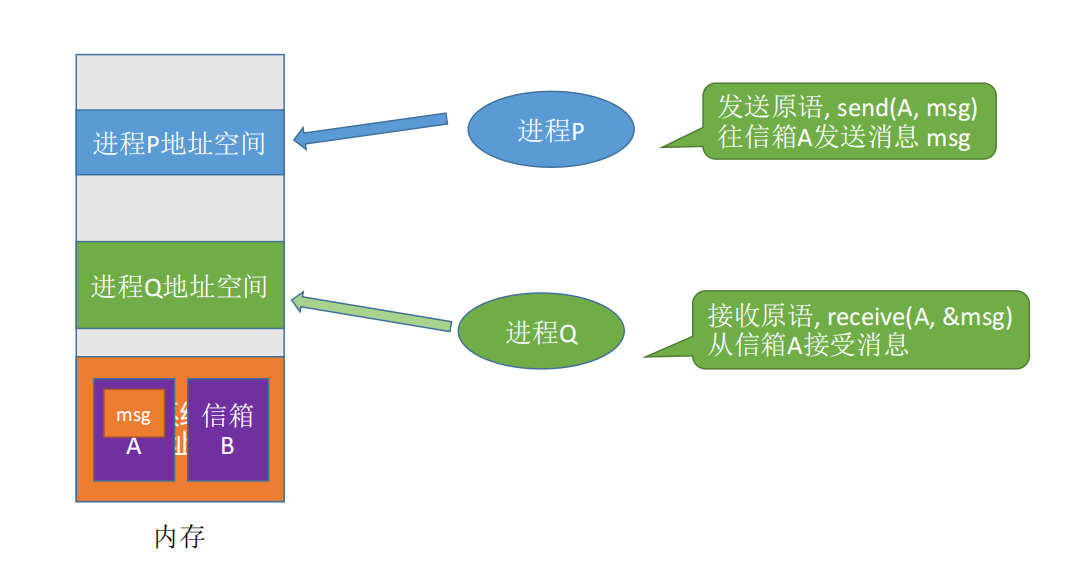 进程P地址空间
进程P
发送原语, send(A, msg)
往信箱A发送消息 msg
进程Q地址空间
进程Q
接收原语, receive(A, &msg)
从信箱A接受消息
msg
A
信箱
B
内存